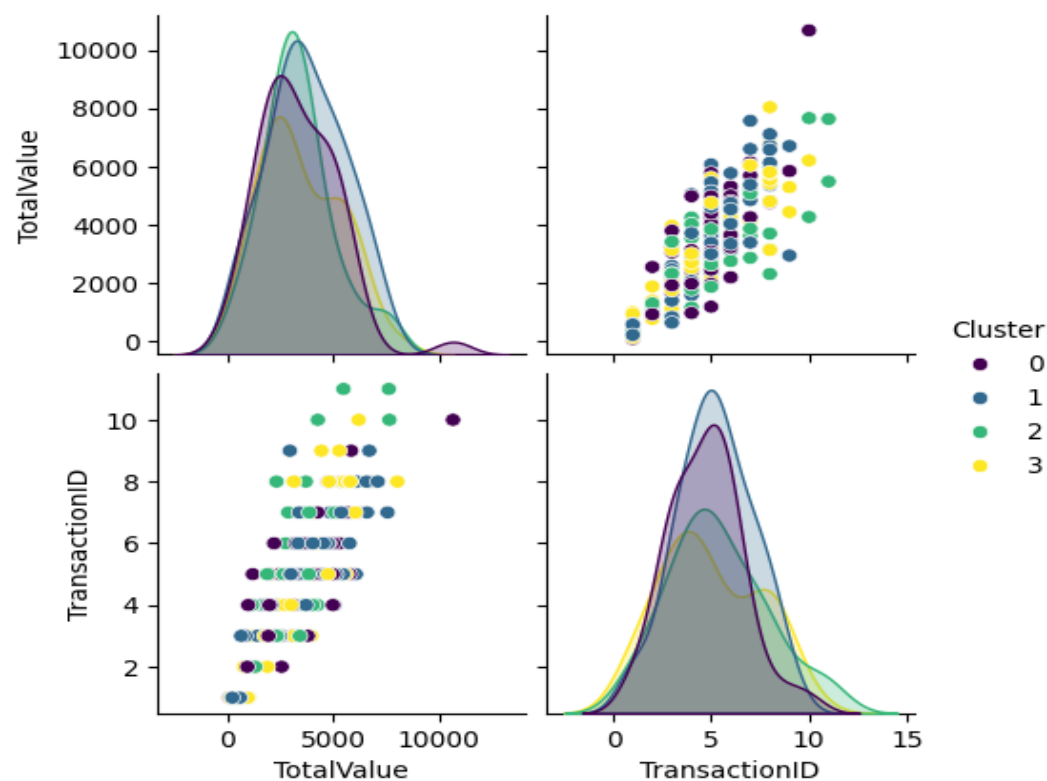 TotalValue
10000
8000
6000
4000
2000
0
Cluster
0
1
2
3
TransactionID
10
8
6
4
2
0 5000 10000
TotalValue
0 5 10 15
TransactionID